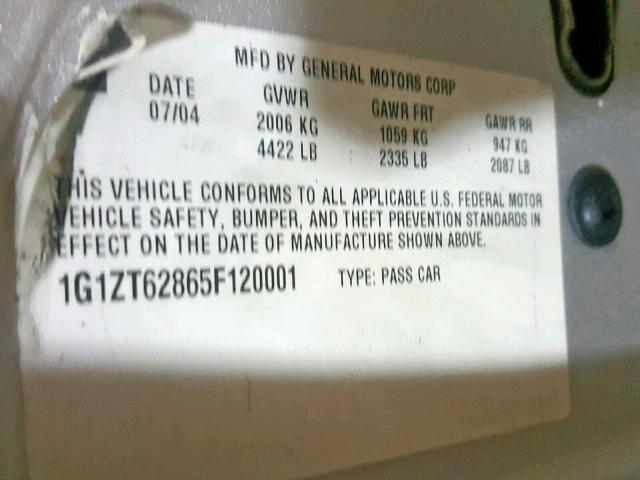 MFD BY GENERAL MOTORS CORP
DATE GVWR GAWR FRT GAWR RR
07/04 2006 KG 1059 KG 947 KG
4422 LB 2335 LB 2087 LB
THIS VEHICLE CONFORMS TO ALL APPLICABLE U.S. FEDERAL MOTOR
VEHICLE SAFETY, BUMPER, AND THEFT PREVENTION STANDARDS IN
EFFECT ON THE DATE OF MANUFACTURE SHOWN ABOVE.
1G1ZT62865F120001 TYPE: PASS CAR